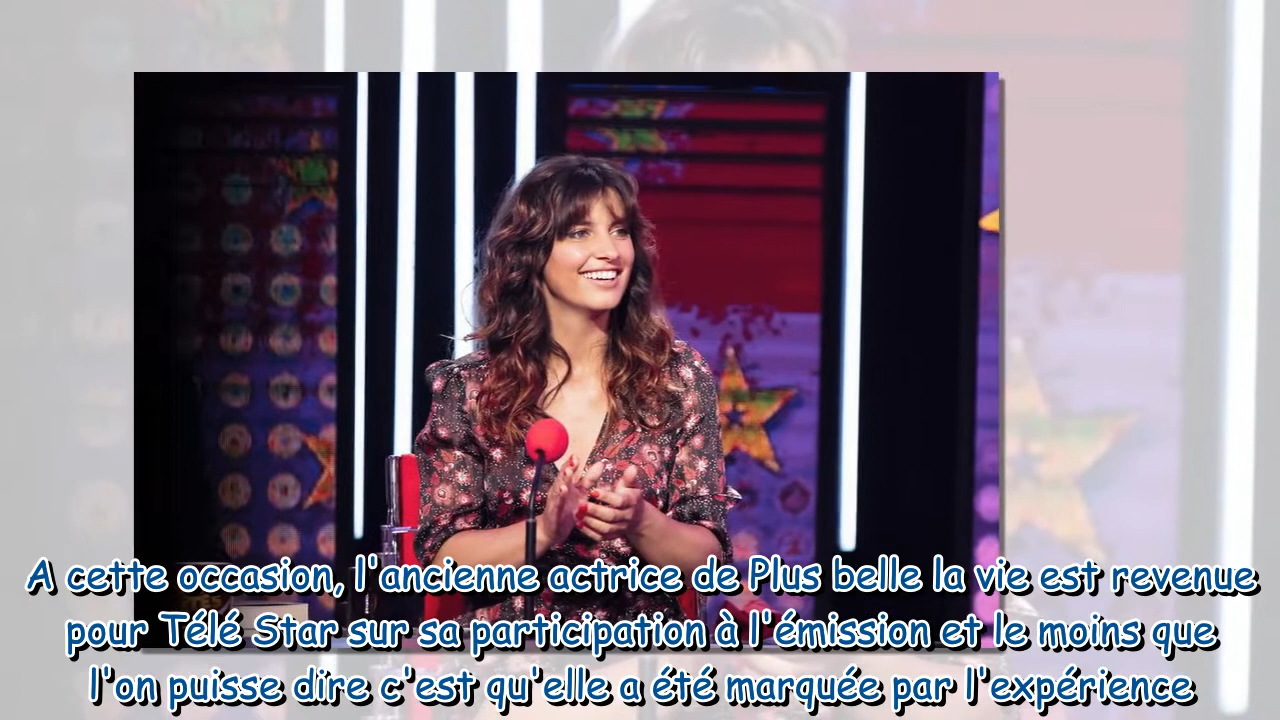 A cette occasion, l'ancienne actrice de Plus belle la vie est revenue
pour Télé Star sur sa participation à l'émission et le moins que
l'on puisse dire c'est qu'elle a été marquée par l'expérience